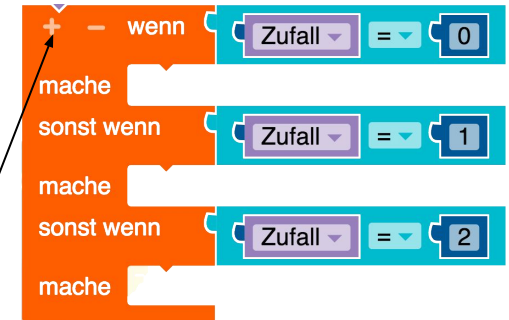 + − wenn Zufall = 0
mache
sonst wenn Zufall = 1
mache
sonst wenn Zufall = 2
mache